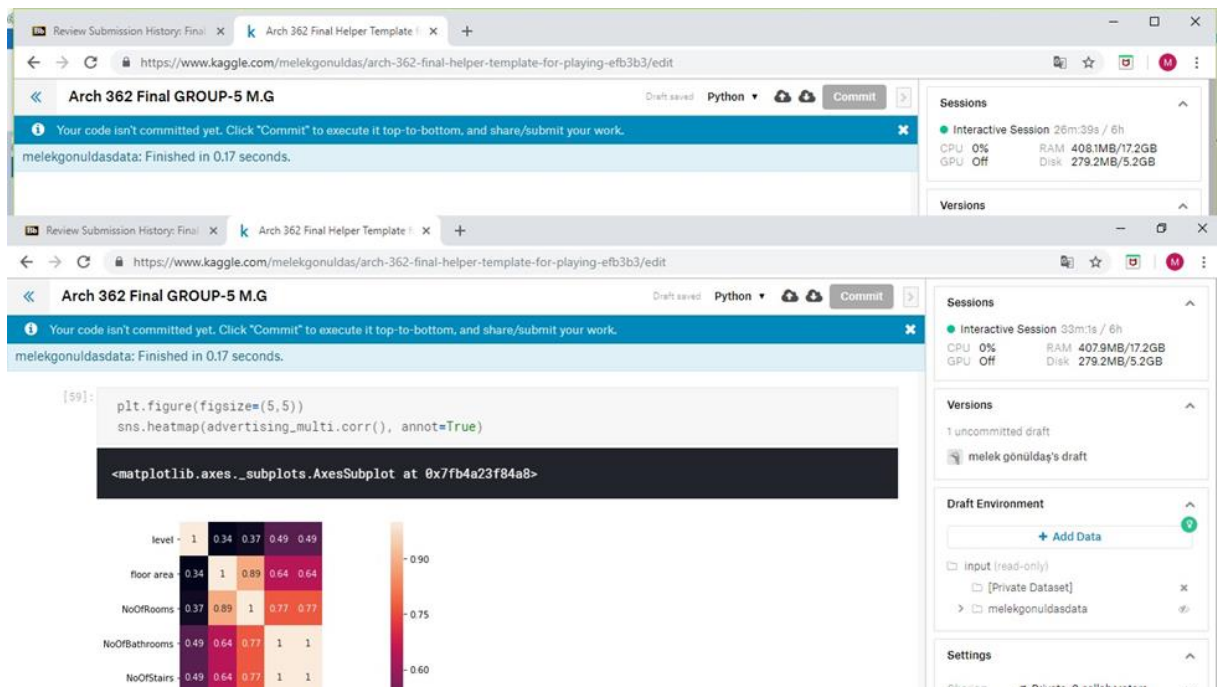 Review Submission History: Final
Arch 362 Final Helper Template f
https://www.kaggle.com/melekgonuldas/arch-362-final-helper-template-for-playing-efb3b3/edit
M
Arch 362 Final GROUP-5 M.G
Draft saved Python Commit
Your code isn't committed yet. Click "Commit" to execute it top-to-bottom, and share/submit your work.
melekgonuldasdata: Finished in 0.17 seconds.
Sessions
Interactive Session 26m:39s / 6h
CPU 0% RAM 408.1MB/17.2GB
GPU Off Disk 279.2MB/5.2GB
Versions
Review Submission History: Final
Arch 362 Final Helper Template
https://www.kaggle.com/melekgonuldas/arch-362-final-helper-template-for-playing-efb3b3/edit
M
Arch 362 Final GROUP-5 M.G
Draft saved Python Commit
Your code isn't committed yet. Click "Commit" to execute it top-to-bottom, and share/submit your work.
melekgonuldasdata: Finished in 0.17 seconds.
[59]:
plt.figure(figsize=(5,5))
sns.heatmap(advertising_multi.corr(), annot=True)
<matplotlib.axes._subplots.AxesSubplot at 0x7fb4a23f84a8>
level 1 0.34 0.37 0.49 0.49
floor area 0.34 1 0.89 0.64 0.64
NoOfRooms 0.37 0.89 1 0.77 0.77
NoOfBathrooms 0.49 0.64 0.77 1 1
NoOfStairs 0.49 0.64 0.77 1 1
0.90
0.75
0.60
Sessions
Interactive Session 33m:1s / 6h
CPU 0% RAM 407.9MB/17.2GB
GPU Off Disk 279.2MB/5.2GB
Versions
1 uncommitted draft
melek gönüldaş's draft
Draft Environment
+ Add Data
input (read-only)
[Private Dataset]
melekgonuldasdata
Settings